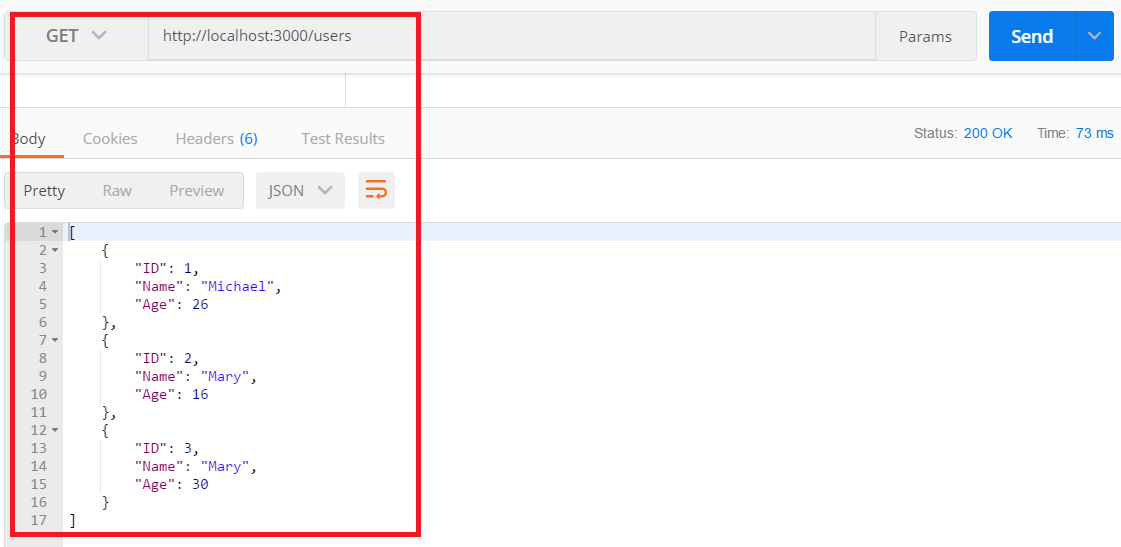 GET http://localhost:3000/users Params Send
Body Cookies Headers (6) Test Results Status: 200 OK Time: 73 ms
Pretty Raw Preview JSON
1 [
2 {
3 "ID": 1,
4 "Name": "Michael",
5 "Age": 26
6 },
7 {
8 "ID": 2,
9 "Name": "Mary",
10 "Age": 16
11 },
12 {
13 "ID": 3,
14 "Name": "Mary",
15 "Age": 30
16 }
17 ]